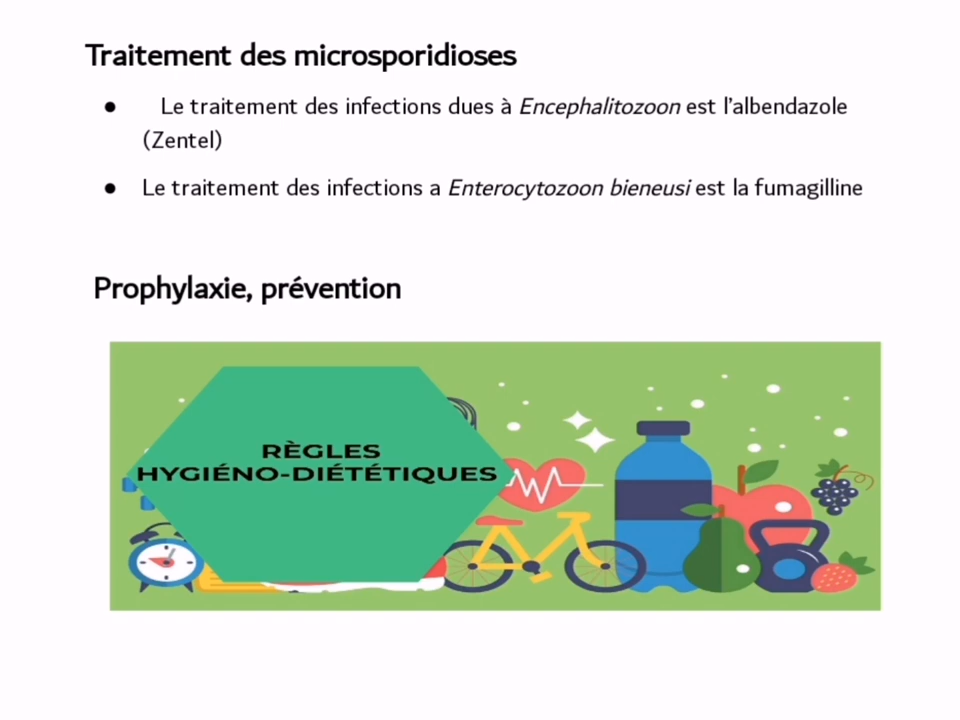 Traitement des microsporidioses
● Le traitement des infections dues à Encephalitozoon est l'albendazole
(Zentel)
● Le traitement des infections a Enterocytozoon bieneusi est la fumagilline
Prophylaxie, prévention
RÈGLES
HYGIÉNO-DIÉTÉTIQUES